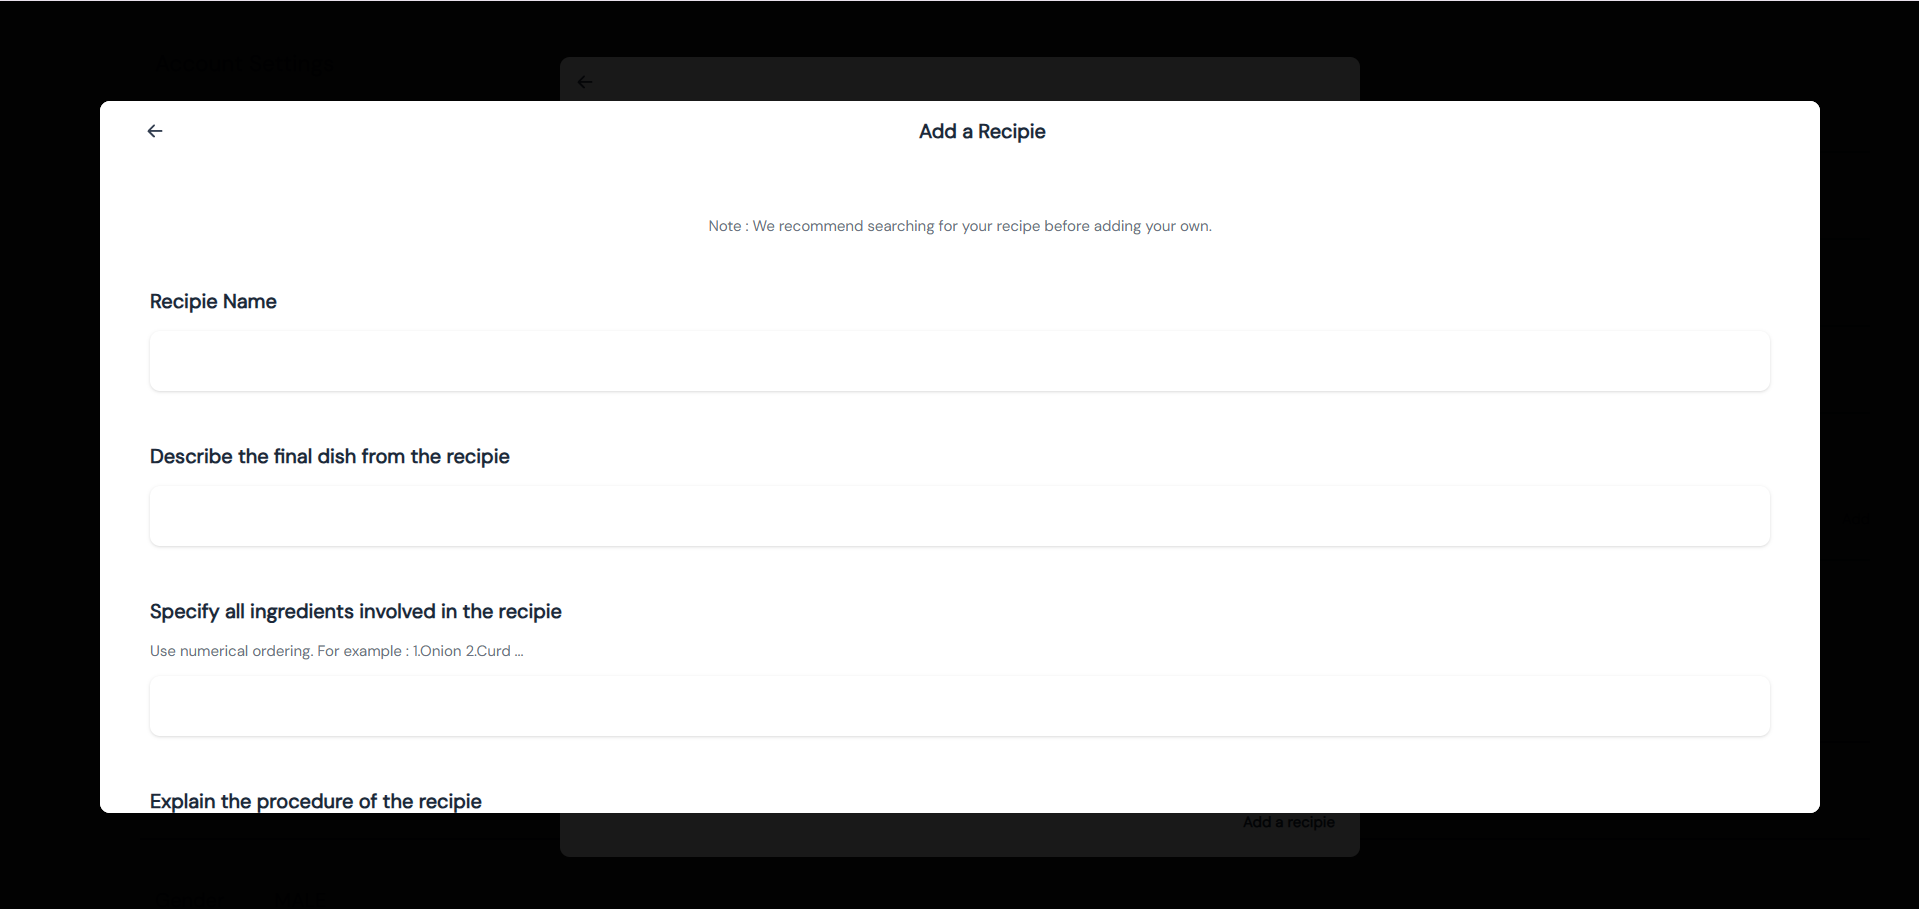 Account Settings
Add a Recipie
Note : We recommend searching for your recipe before adding your own.
Recipie Name
Describe the final dish from the recipie
Specify all ingredients involved in the recipie
Use numerical ordering. For example : 1.Onion 2.Curd ...
Explain the procedure of the recipie
Add a recipie